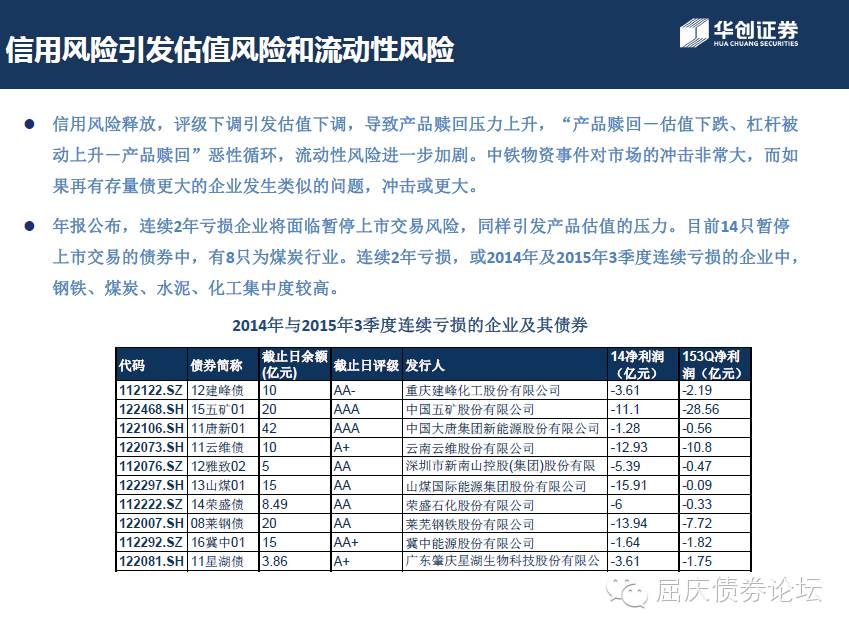 信用风险引发估值风险和流动性风险
华创证券
HUA CHUANG SECURITIES
● 信用风险释放，评级下调引发估值下调，导致产品赎回压力上升，“产品赎回－估值下跌、杠杆被
动上升－产品赎回”恶性循环，流动性风险进一步加剧。中铁物资事件对市场的冲击非常大，而如
果再有存量债更大的企业发生类似的问题，冲击或更大。
● 年报公布，连续2年亏损企业将面临暂停上市交易风险，同样引发产品估值的压力。目前14只暂停
上市交易的债券中，有8只为煤炭行业。连续2年亏损，或2014年及2015年3季度连续亏损的企业中，
钢铁、煤炭、水泥、化工集中度较高。
2014年与2015年3季度连续亏损的企业及其债券
代码 债券简称 截止日余额(亿元) 截止日评级 发行人 14净利润（亿元） 153Q净利润（亿元）
112122.SZ 12建峰债 10 AA- 重庆建峰化工股份有限公司 -3.61 -2.19
122468.SH 15五矿01 20 AAA 中国五矿股份有限公司 -11.1 -28.56
122106.SH 11唐新01 42 AAA 中国大唐集团新能源股份有限公司 -1.28 -0.56
122073.SH 11云维债 10 A+ 云南云维股份有限公司 -12.93 -10.8
112076.SZ 12雅致02 5 AA 深圳市新南山控股(集团)股份有限 -5.39 -0.47
122297.SH 13山煤01 15 AA 山煤国际能源集团股份有限公司 -15.91 -0.09
112222.SZ 14荣盛债 8.49 AA 荣盛石化股份有限公司 -6 -0.33
122007.SH 08莱钢债 20 AA 莱芜钢铁股份有限公司 -13.94 -7.72
112292.SZ 16冀中01 15 AA+ 冀中能源股份有限公司 -1.64 -1.82
122081.SH 11星湖债 3.86 A+ 广东肇庆星湖生物科技股份有限公 -3.61 -1.75
屈庆债券论坛